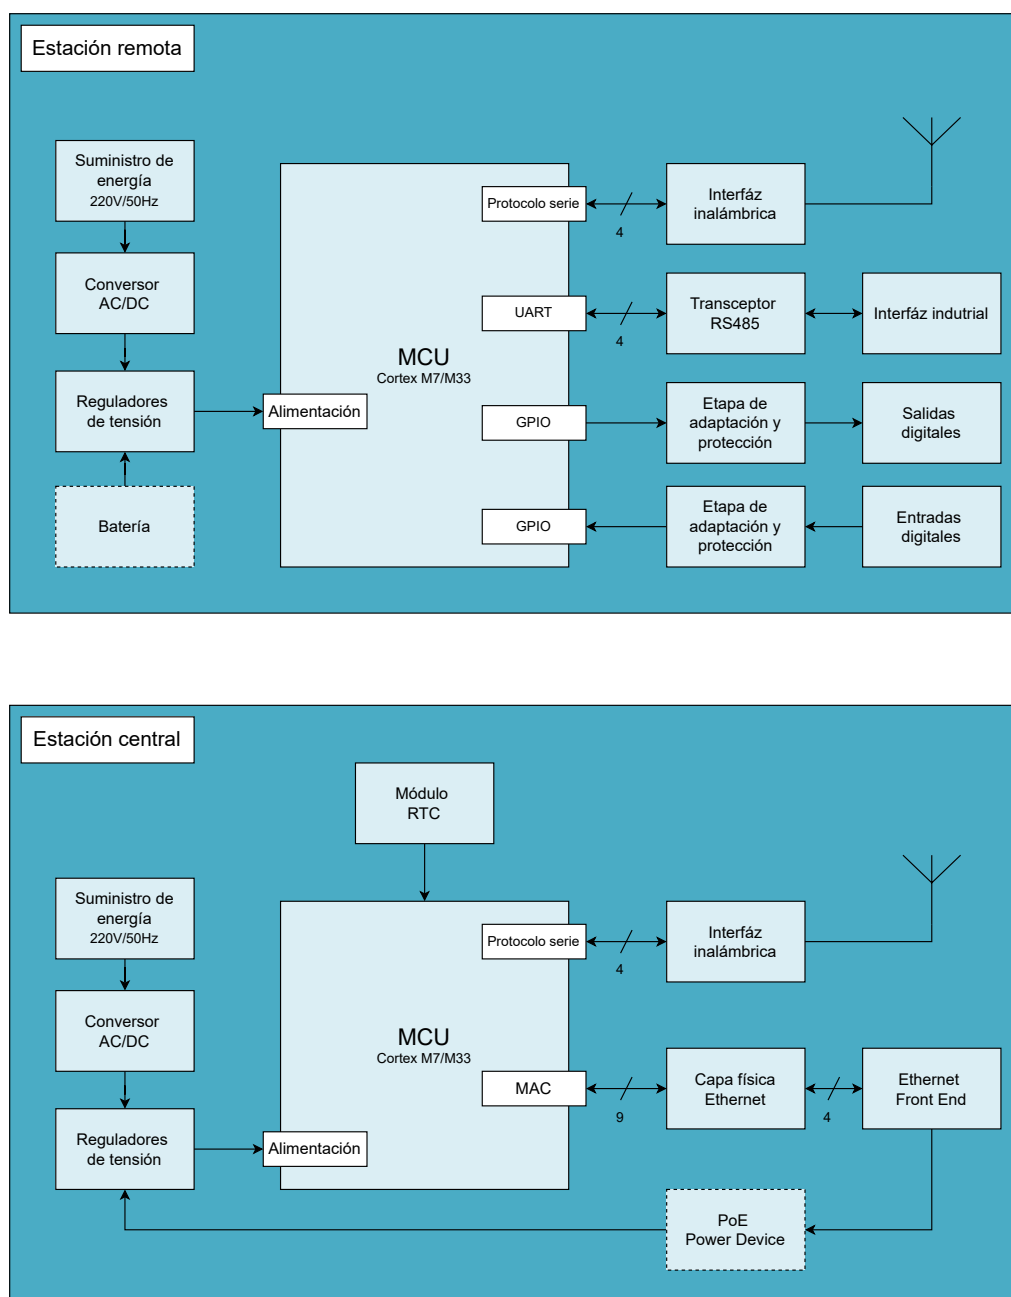 Estación remota
Suministro de
energía
220V/50Hz
Conversor
AC/DC
Reguladores
de tensión
Batería
Alimentación
MCU
Cortex M7/M33
Protocolo serie
4
Interfáz
inalámbrica
UART
4
Transceptor
RS485
Interfáz indutrial
GPIO
Etapa de
adaptación y
protección
Salidas
digitales
GPIO
Etapa de
adaptación y
protección
Entradas
digitales
Estación central
Módulo
RTC
Suministro de
energía
220V/50Hz
Conversor
AC/DC
Reguladores
de tensión
Alimentación
MCU
Cortex M7/M33
Protocolo serie
4
Interfáz
inalámbrica
MAC
9
Capa física
Ethernet
4
Ethernet
Front End
PoE
Power Device